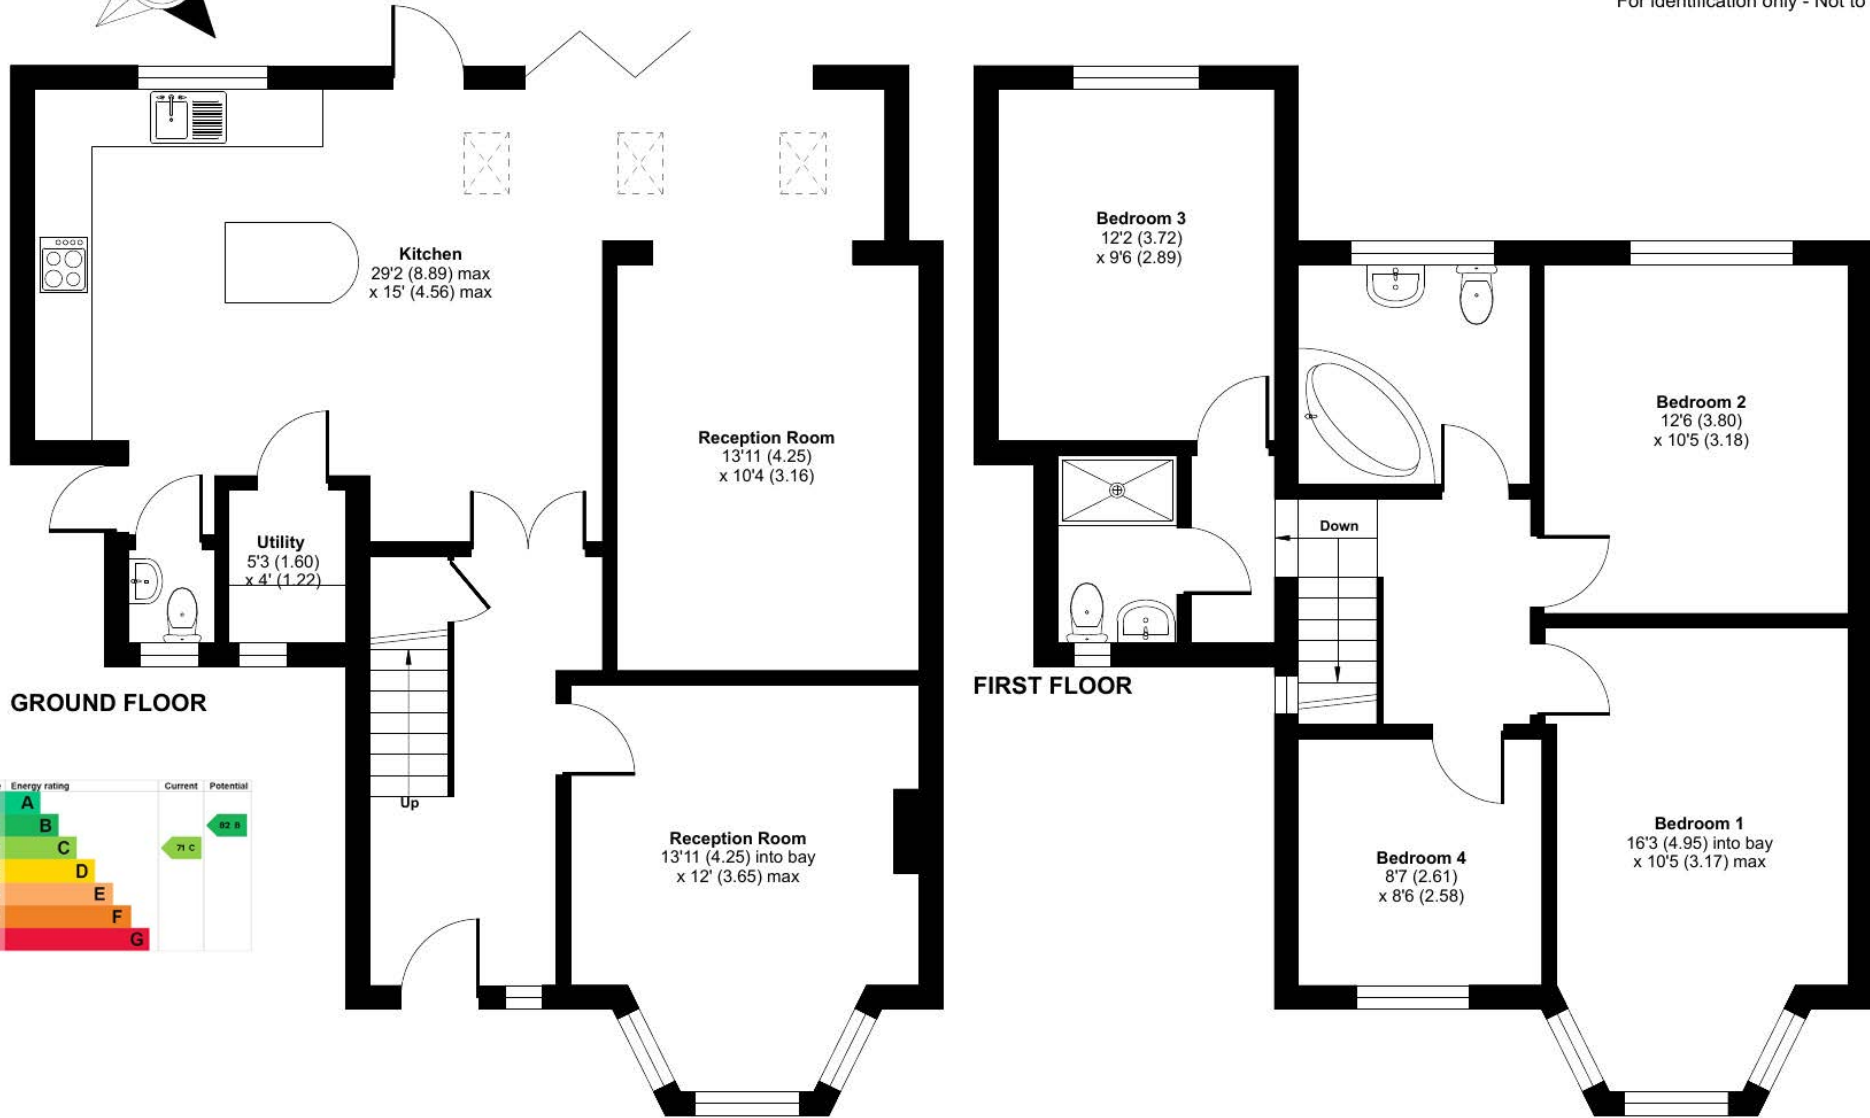 For identification only - Not to
Kitchen
29'2 (8.89) max
x 15' (4.56) max
Reception Room
13'11 (4.25)
x 10'4 (3.16)
Utility
5'3 (1.60)
x 4' (1.22)
Up
Reception Room
13'11 (4.25) into bay
x 12' (3.65) max
GROUND FLOOR
Energy rating Current Potential
A
B 82 B
C 71 C
D
E
F
G
Bedroom 3
12'2 (3.72)
x 9'6 (2.89)
Bedroom 2
12'6 (3.80)
x 10'5 (3.18)
Down
FIRST FLOOR
Bedroom 4
8'7 (2.61)
x 8'6 (2.58)
Bedroom 1
16'3 (4.95) into bay
x 10'5 (3.17) max